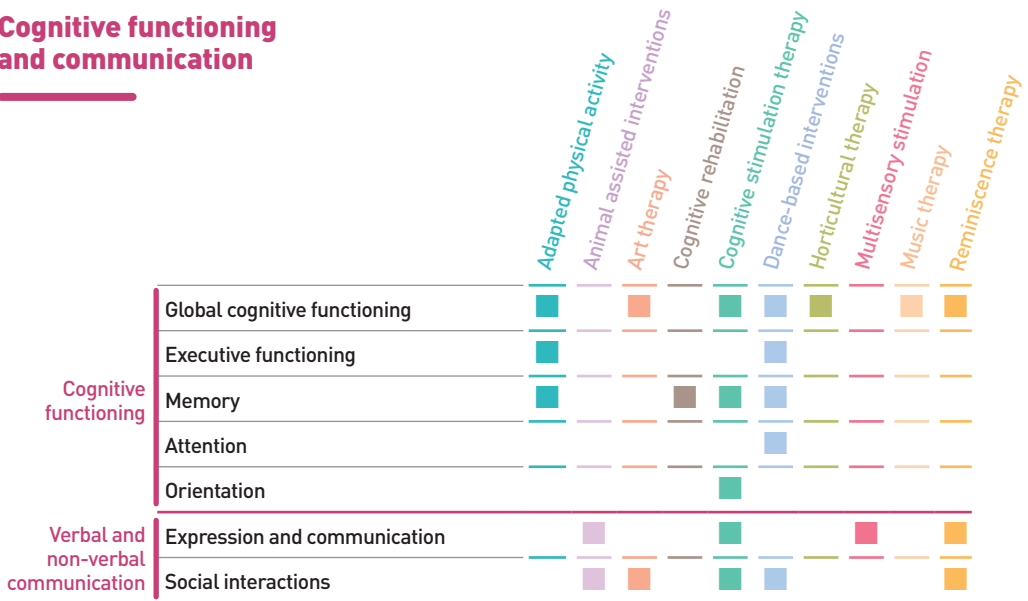 Cognitive functioning
and communication
Adapted physical activity
Animal assisted interventions
Art therapy
Cognitive rehabilitation
Cognitive stimulation therapy
Dance-based interventions
Horticultural therapy
Multisensory stimulation
Music therapy
Reminiscence therapy
Cognitive
functioning
Global cognitive functioning
Executive functioning
Memory
Attention
Orientation
Verbal and
non-verbal
communication
Expression and communication
Social interactions